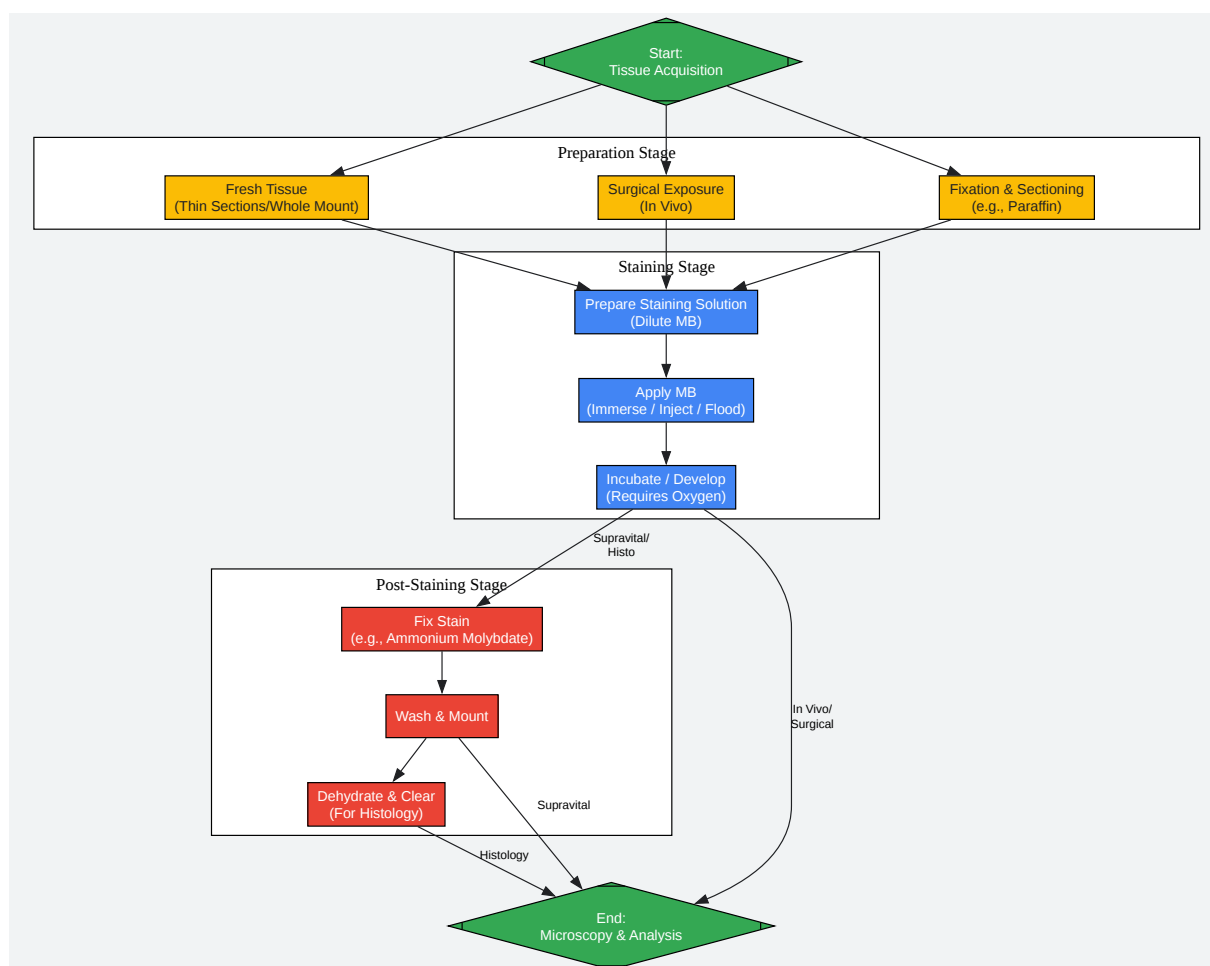 Start:
Tissue Acquisition
Preparation Stage
Fresh Tissue
(Thin Sections/Whole Mount)
Surgical Exposure
(In Vivo)
Fixation & Sectioning
(e.g., Paraffin)
Staining Stage
Prepare Staining Solution
(Dilute MB)
Apply MB
(Immerse / Inject / Flood)
Incubate / Develop
(Requires Oxygen)
Supravital/
Histo
Post-Staining Stage
Fix Stain
(e.g., Ammonium Molybdate)
Wash & Mount
In Vivo/
Surgical
Dehydrate & Clear
(For Histology)
Supravital
Histology
End:
Microscopy & Analysis